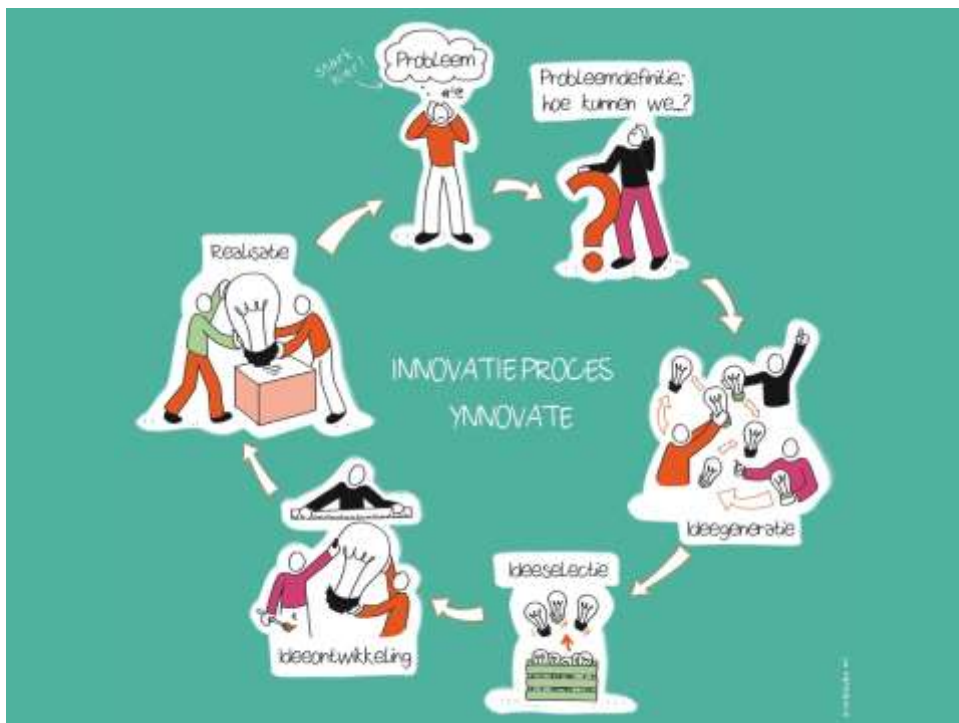 start
hier!
Probleem
Probleemdefinitie:
hoe kunnen we...?
Ideegeneratie
Ideeselectie
Ideeontwikkeling
Realisatie
INNOVATIEPROCES
YNNOVATE